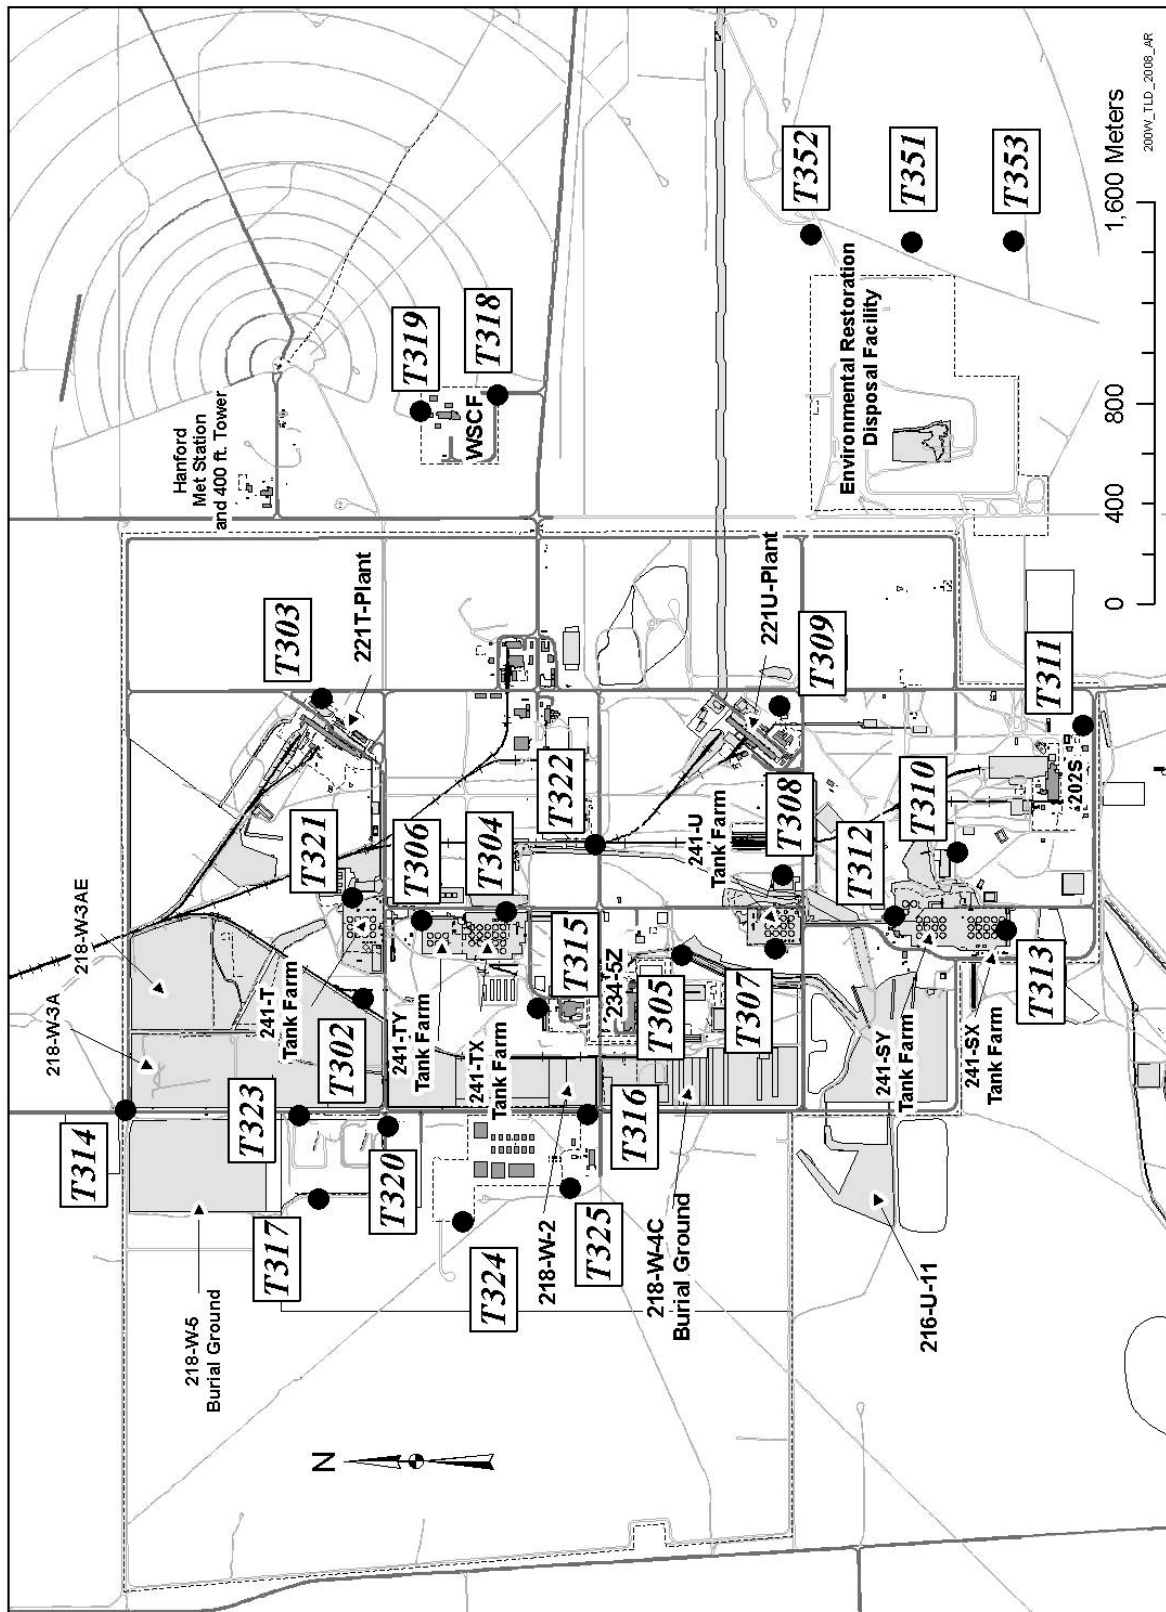 218-W-3A
218-W-3AE
T314
218-W-5
Burial Ground
T323
T317
T320
T302
241-T
Tank Farm
T321
T303
221T-Plant
Hanford
Met Station
and 400 ft. Tower
T319
T318
WSCF
T306
T304
T322
241-TY
Tank Farm
241-TX
Tank Farm
T315
T324
T325
218-W-2
T316
218-W-4C
Burial Ground
234-5Z
T305
T307
241-U
Tank Farm
T308
221U-Plant
T309
T312
T310
241-SY
Tank Farm
241-SX
Tank Farm
T313
202S
T311
216-U-11
Environmental Restoration
Disposal Facility
T352
T351
T353
N
0 400 800 1,600 Meters
200W_TLD_2008_AR